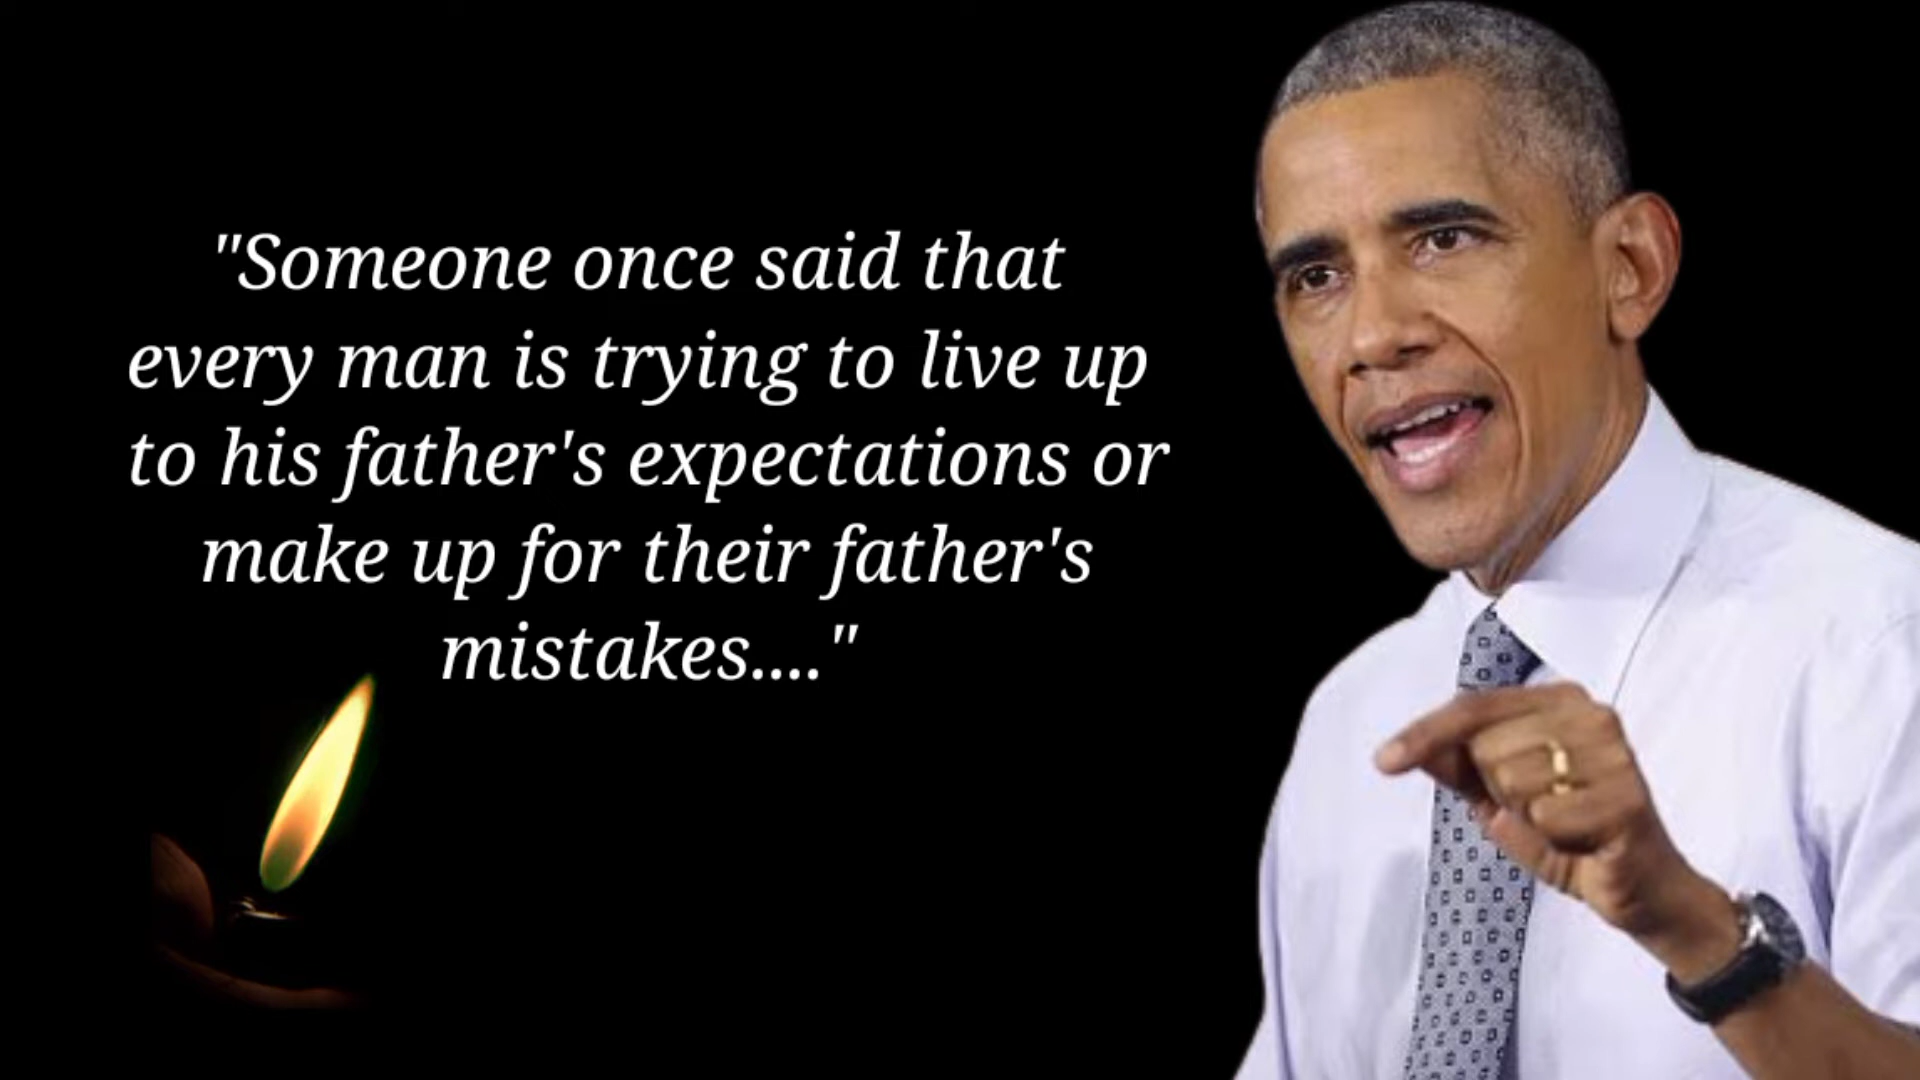 "Someone once said that
every man is trying to live up
to his father's expectations or
make up for their father's
mistakes...."